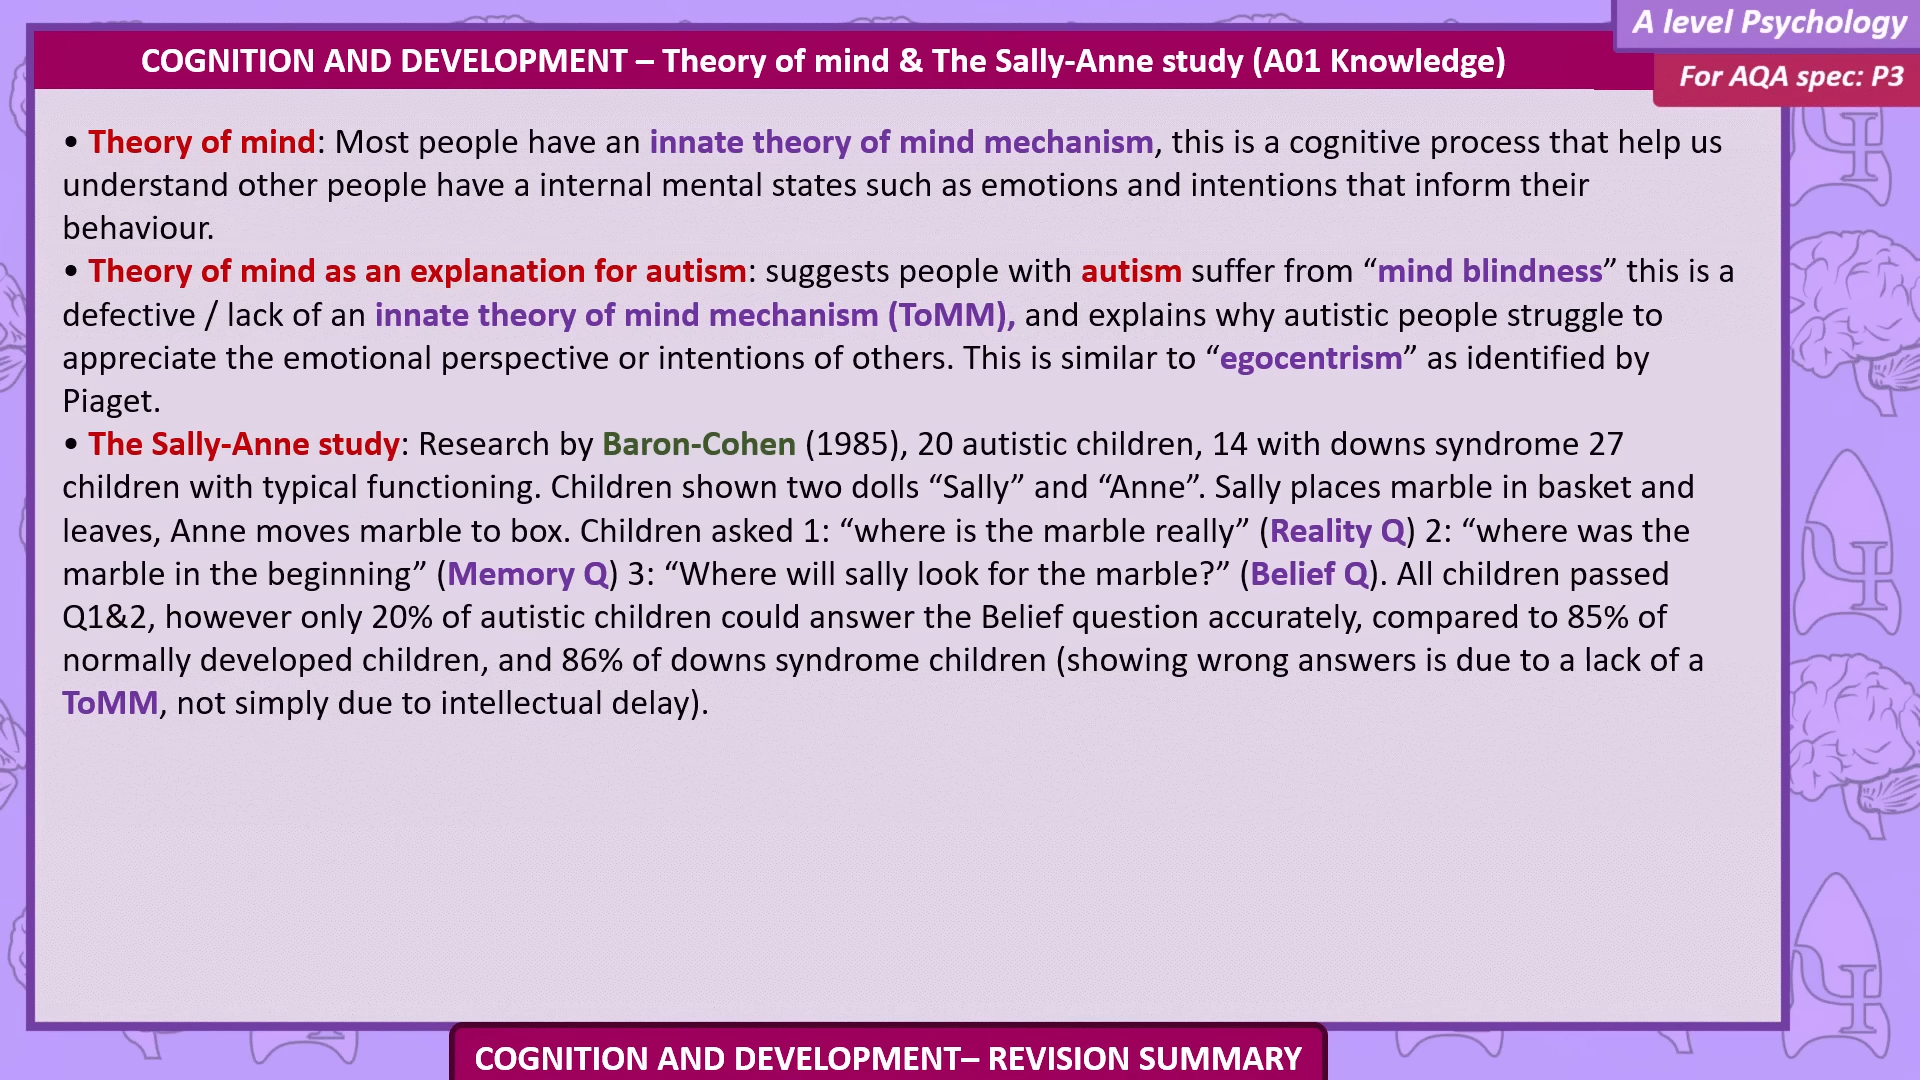 A level Psychology
COGNITION AND DEVELOPMENT – Theory of mind & The Sally-Anne study (A01 Knowledge)
For AQA spec: P3
• Theory of mind: Most people have an innate theory of mind mechanism, this is a cognitive process that help us
understand other people have a internal mental states such as emotions and intentions that inform their
behaviour.
• Theory of mind as an explanation for autism: suggests people with autism suffer from “mind blindness” this is a
defective / lack of an innate theory of mind mechanism (ToMM), and explains why autistic people struggle to
appreciate the emotional perspective or intentions of others. This is similar to “egocentrism” as identified by
Piaget.
• The Sally-Anne study: Research by Baron-Cohen (1985), 20 autistic children, 14 with downs syndrome 27
children with typical functioning. Children shown two dolls “Sally” and “Anne”. Sally places marble in basket and
leaves, Anne moves marble to box. Children asked 1: “where is the marble really” (Reality Q) 2: “where was the
marble in the beginning” (Memory Q) 3: “Where will sally look for the marble?” (Belief Q). All children passed
Q1&2, however only 20% of autistic children could answer the Belief question accurately, compared to 85% of
normally developed children, and 86% of downs syndrome children (showing wrong answers is due to a lack of a
ToMM, not simply due to intellectual delay).
COGNITION AND DEVELOPMENT– REVISION SUMMARY